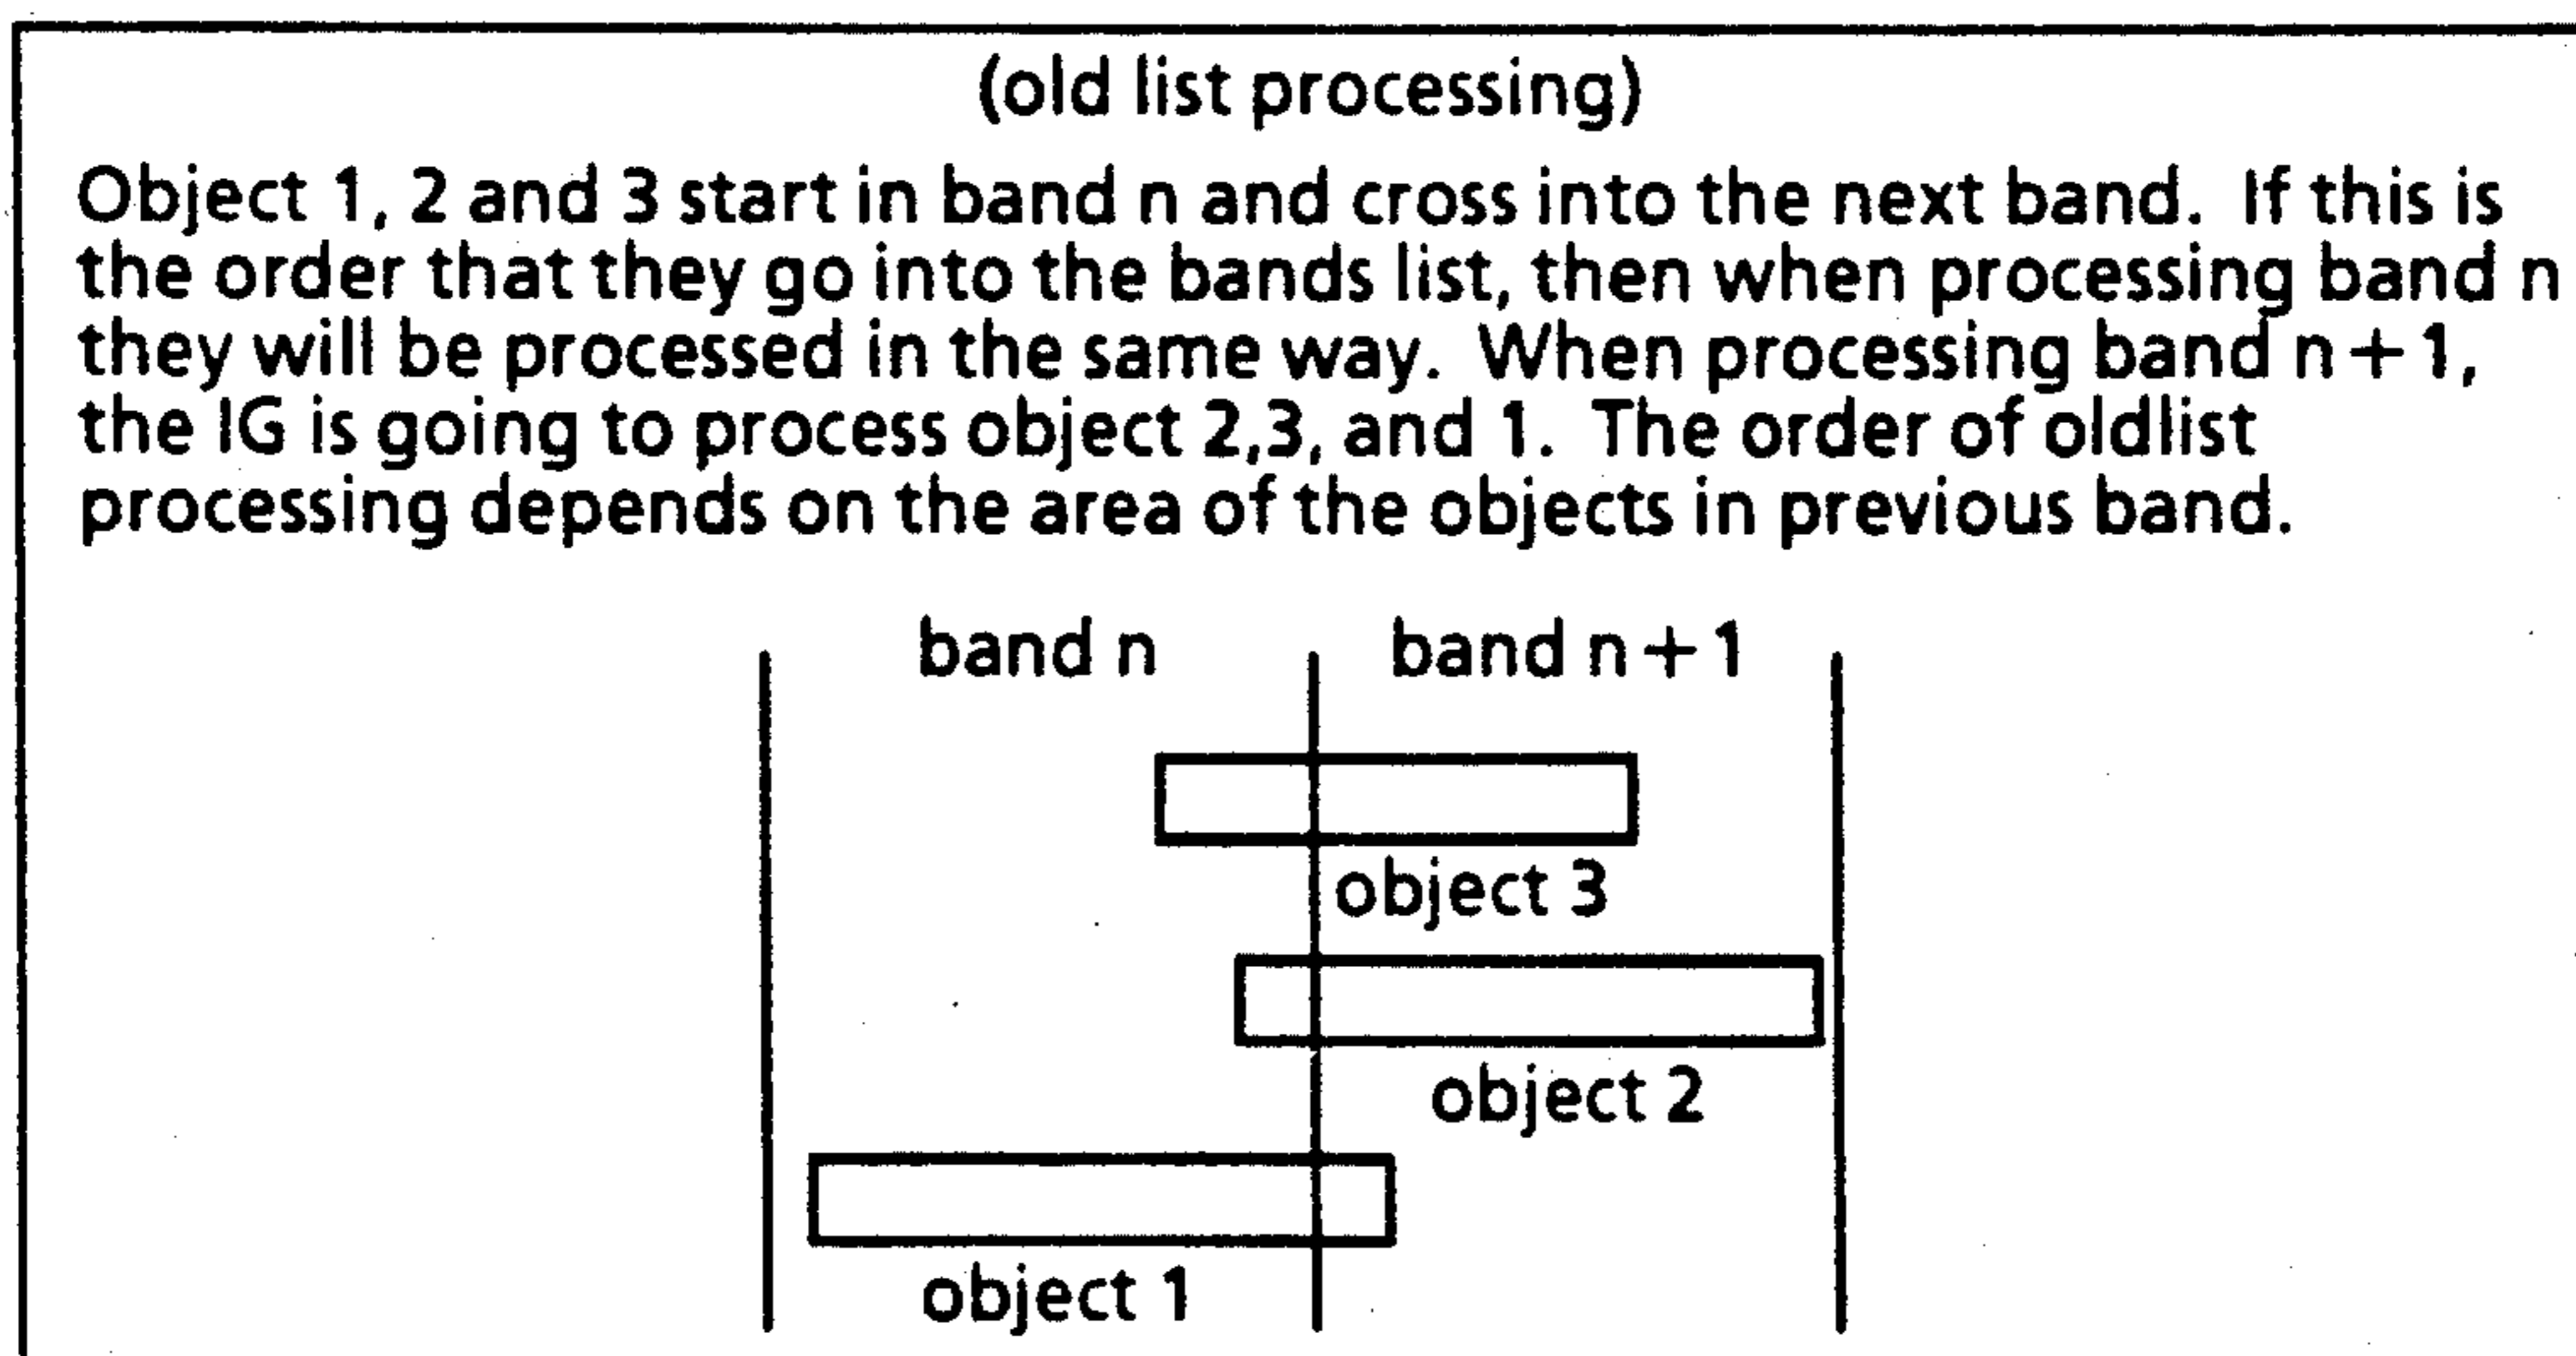 (old list processing)
Object 1, 2 and 3 start in band n and cross into the next band. If this is
the order that they go into the bands list, then when processing band n
they will be processed in the same way. When processing band n+1,
the IG is going to process object 2,3, and 1. The order of oldlist
processing depends on the area of the objects in previous band.
band n band n+1
object 3
object 2
object 1